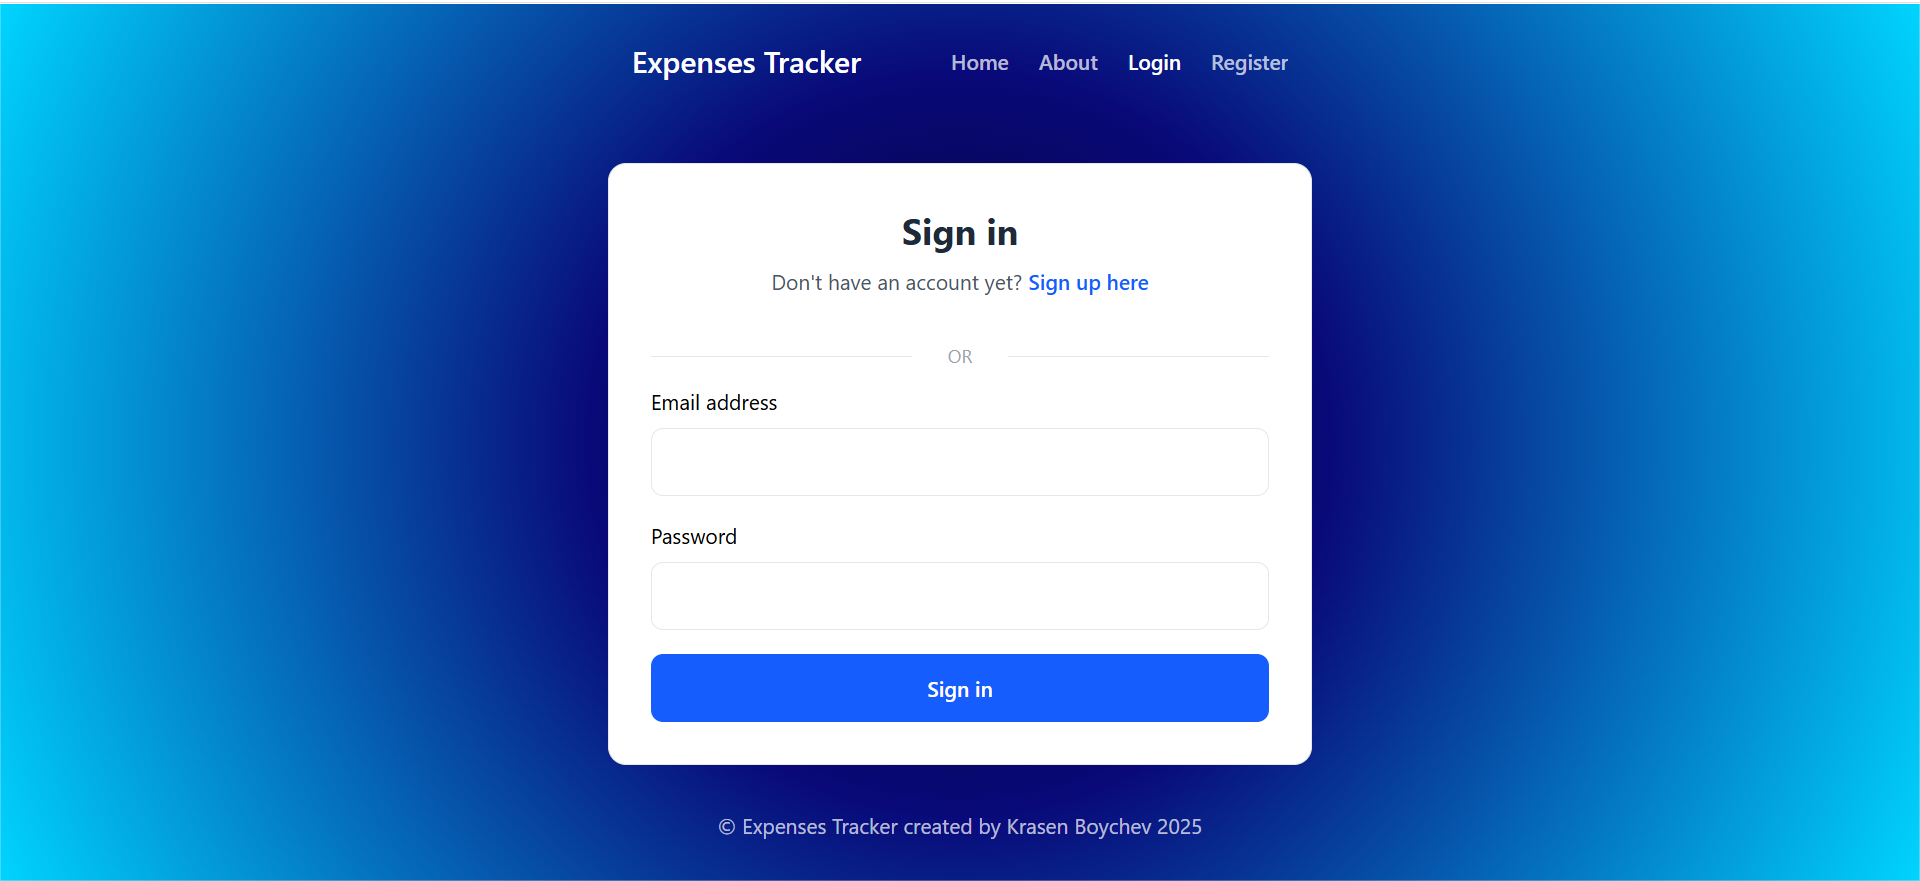 Expenses Tracker Home About Login Register
Sign in
Don't have an account yet? Sign up here
OR
Email address
Password
Sign in
© Expenses Tracker created by Krasen Boychev 2025